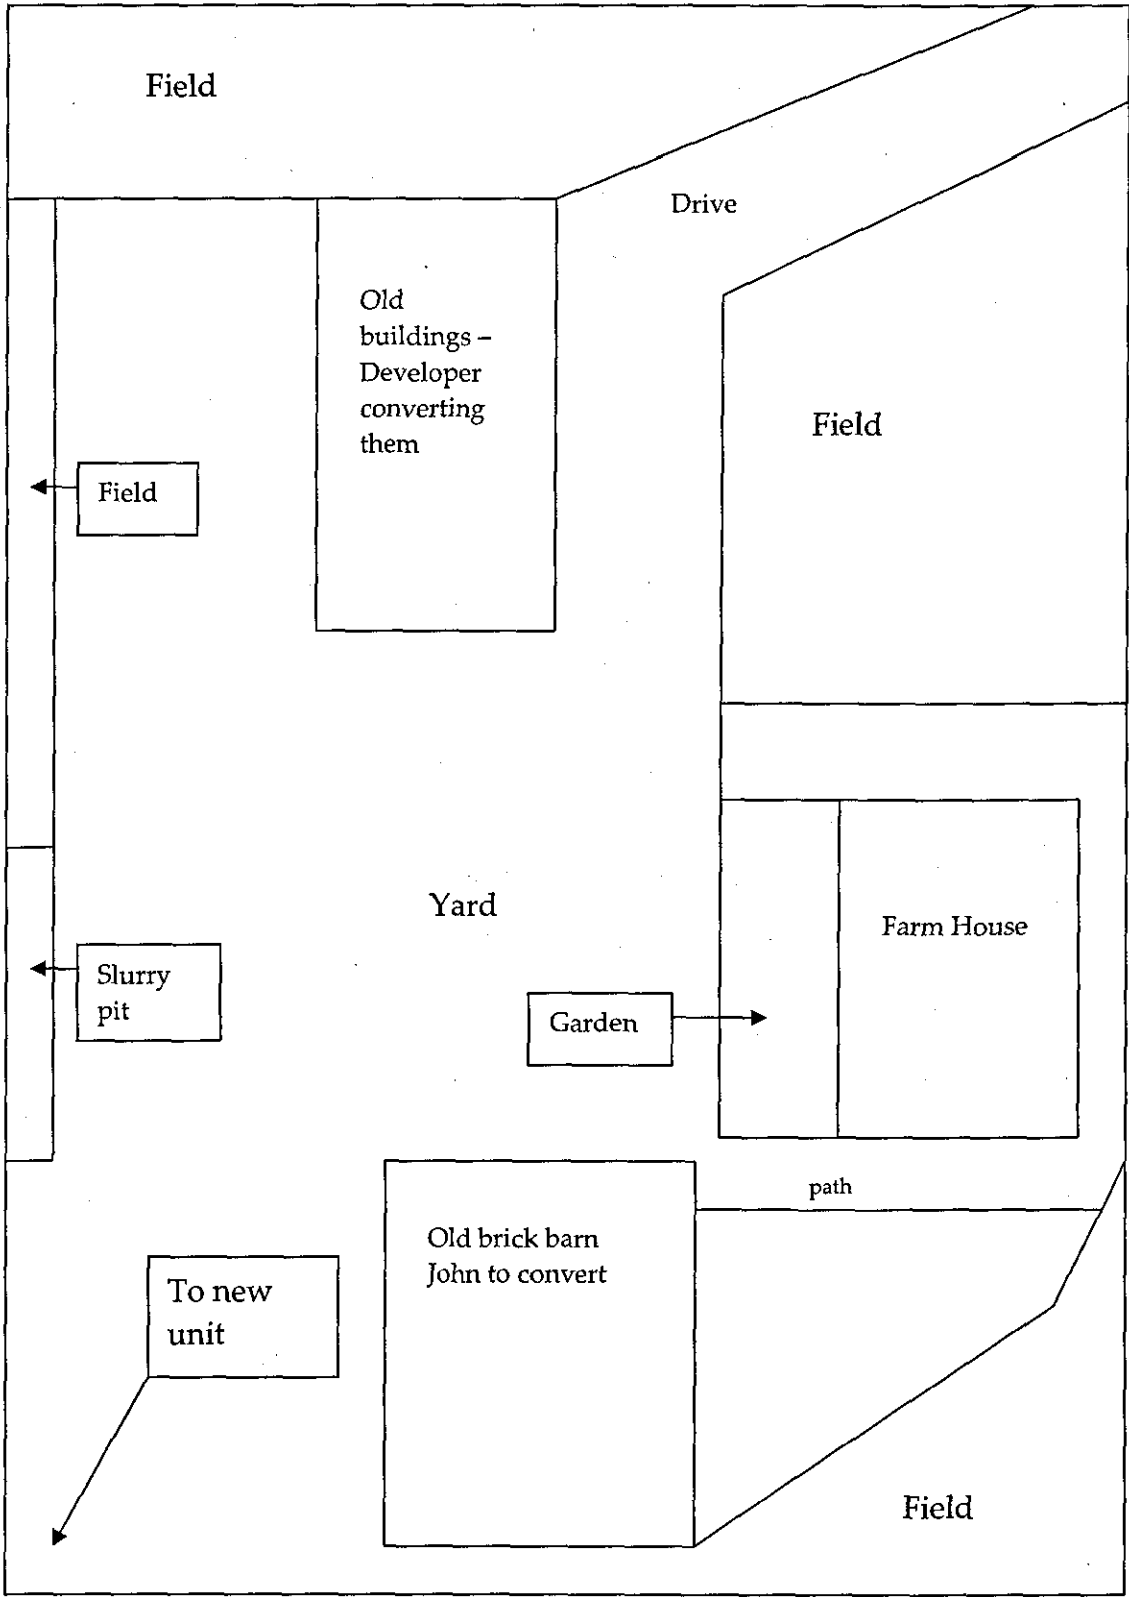 Field
Drive
Old
buildings –
Developer
converting
them
Field
Field
Yard
Farm House
Slurry
pit
Garden
path
Old brick barn
John to convert
To new
unit
Field